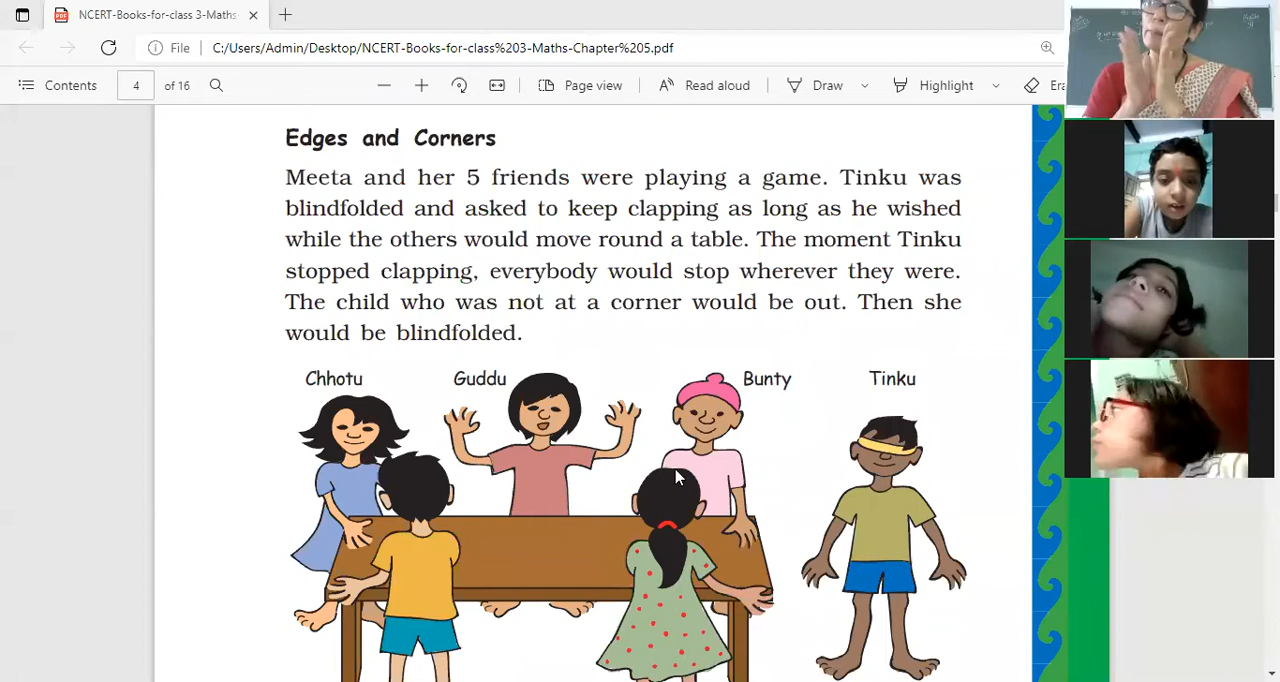 NCERT-Books-for-class 3-Maths-
File C:/Users/Admin/Desktop/NCERT-Books-for-class%203-Maths-Chapter%205.pdf
Contents 4 of 16 Page view Read aloud Draw Highlight
Edges and Corners
Meeta and her 5 friends were playing a game. Tinku was
blindfolded and asked to keep clapping as long as he wished
while the others would move round a table. The moment Tinku
stopped clapping, everybody would stop wherever they were.
The child who was not at a corner would be out. Then she
would be blindfolded.
Chhotu Guddu Bunty Tinku